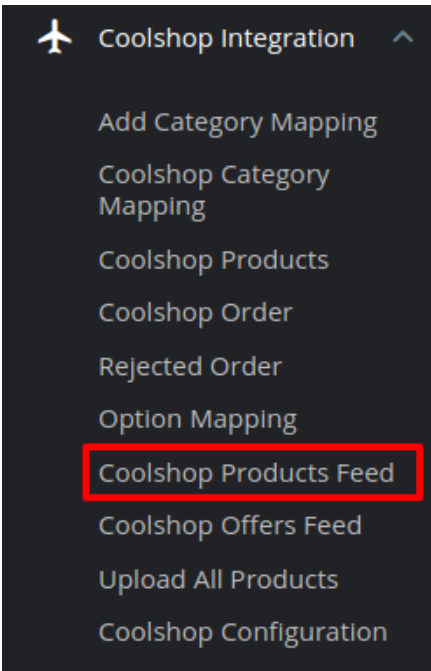 Coolshop Integration
Add Category Mapping
Coolshop Category
Mapping
Coolshop Products
Coolshop Order
Rejected Order
Option Mapping
Coolshop Products Feed
Coolshop Offers Feed
Upload All Products
Coolshop Configuration